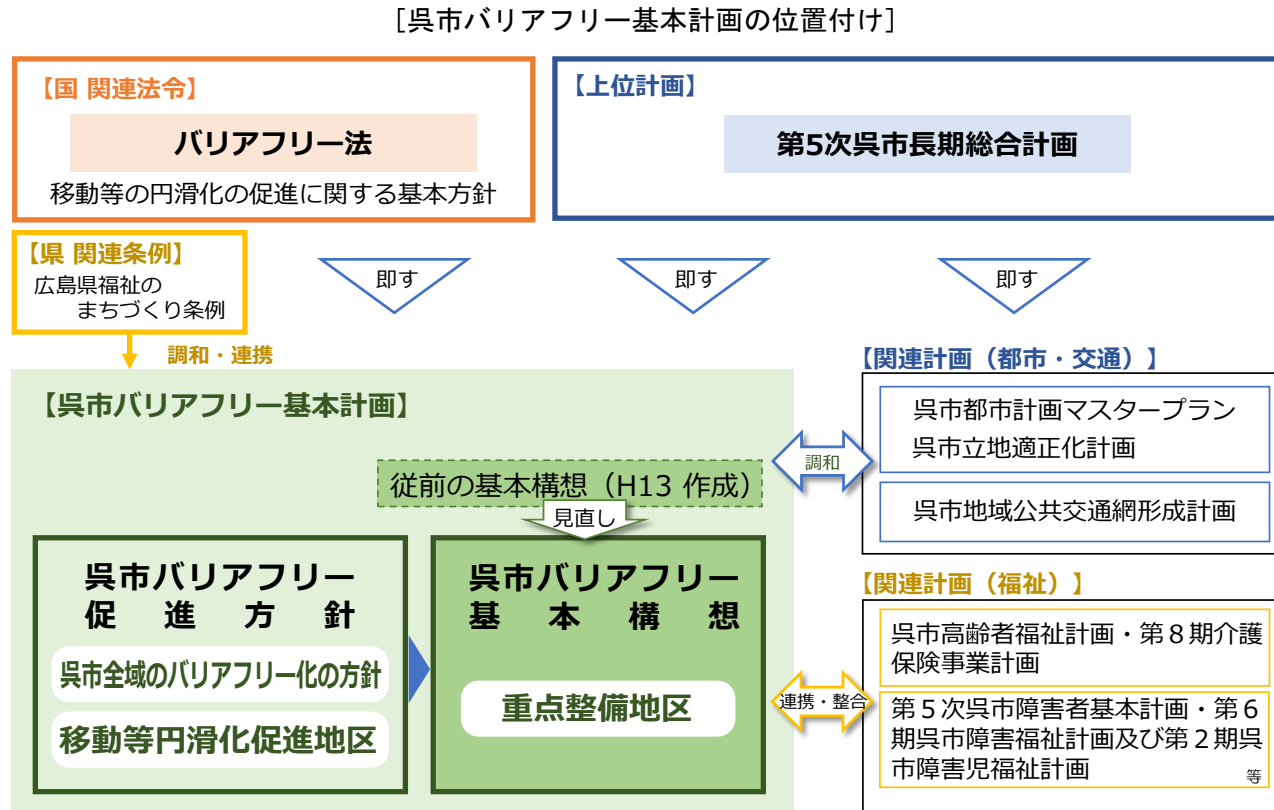 ［呉市バリアフリー基本計画の位置付け］
【国 関連法令】
バリアフリー法
移動等の円滑化の促進に関する基本方針
【上位計画】
第5次呉市長期総合計画
【県 関連条例】
広島県福祉の
まちづくり条例
即す
即す
即す
調和・連携
【呉市バリアフリー基本計画】
従前の基本構想（H13 作成）
見直し
呉市バリアフリー
促進方針
呉市全域のバリアフリー化の方針
移動等円滑化促進地区
呉市バリアフリー
基本構想
重点整備地区
調和
【関連計画（都市・交通）】
呉市都市計画マスタープラン
呉市立地適正化計画
呉市地域公共交通網形成計画
連携・整合
【関連計画（福祉）】
呉市高齢者福祉計画・第８期介護
保険事業計画
第５次呉市障害者基本計画・第６
期呉市障害福祉計画及び第２期呉
市障害児福祉計画
等